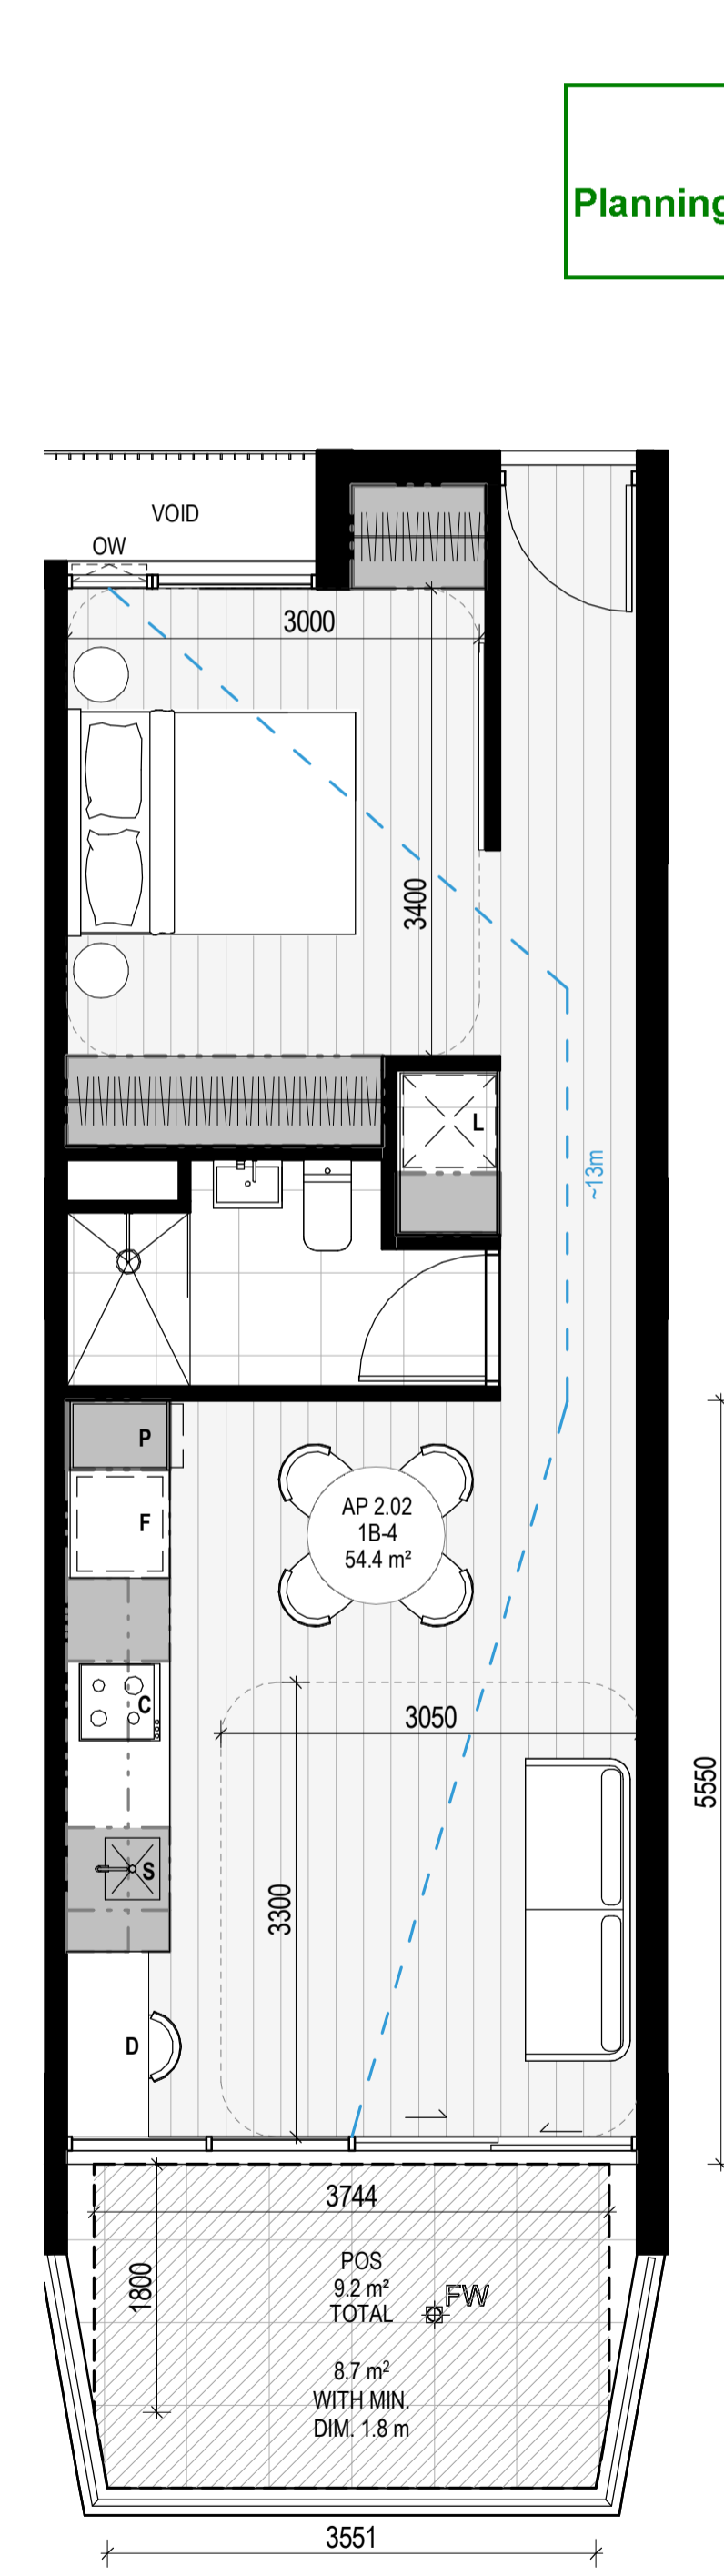 Planning
VOID
OW
3000
3400
L
~13m
P
F
AP 2.02
1B-4
54.4 m²
C
3050
5550
S
3300
D
3744
1800
POS
9.2 m²
TOTAL
FW
8.7 m²
WITH MIN.
DIM. 1.8 m
3551